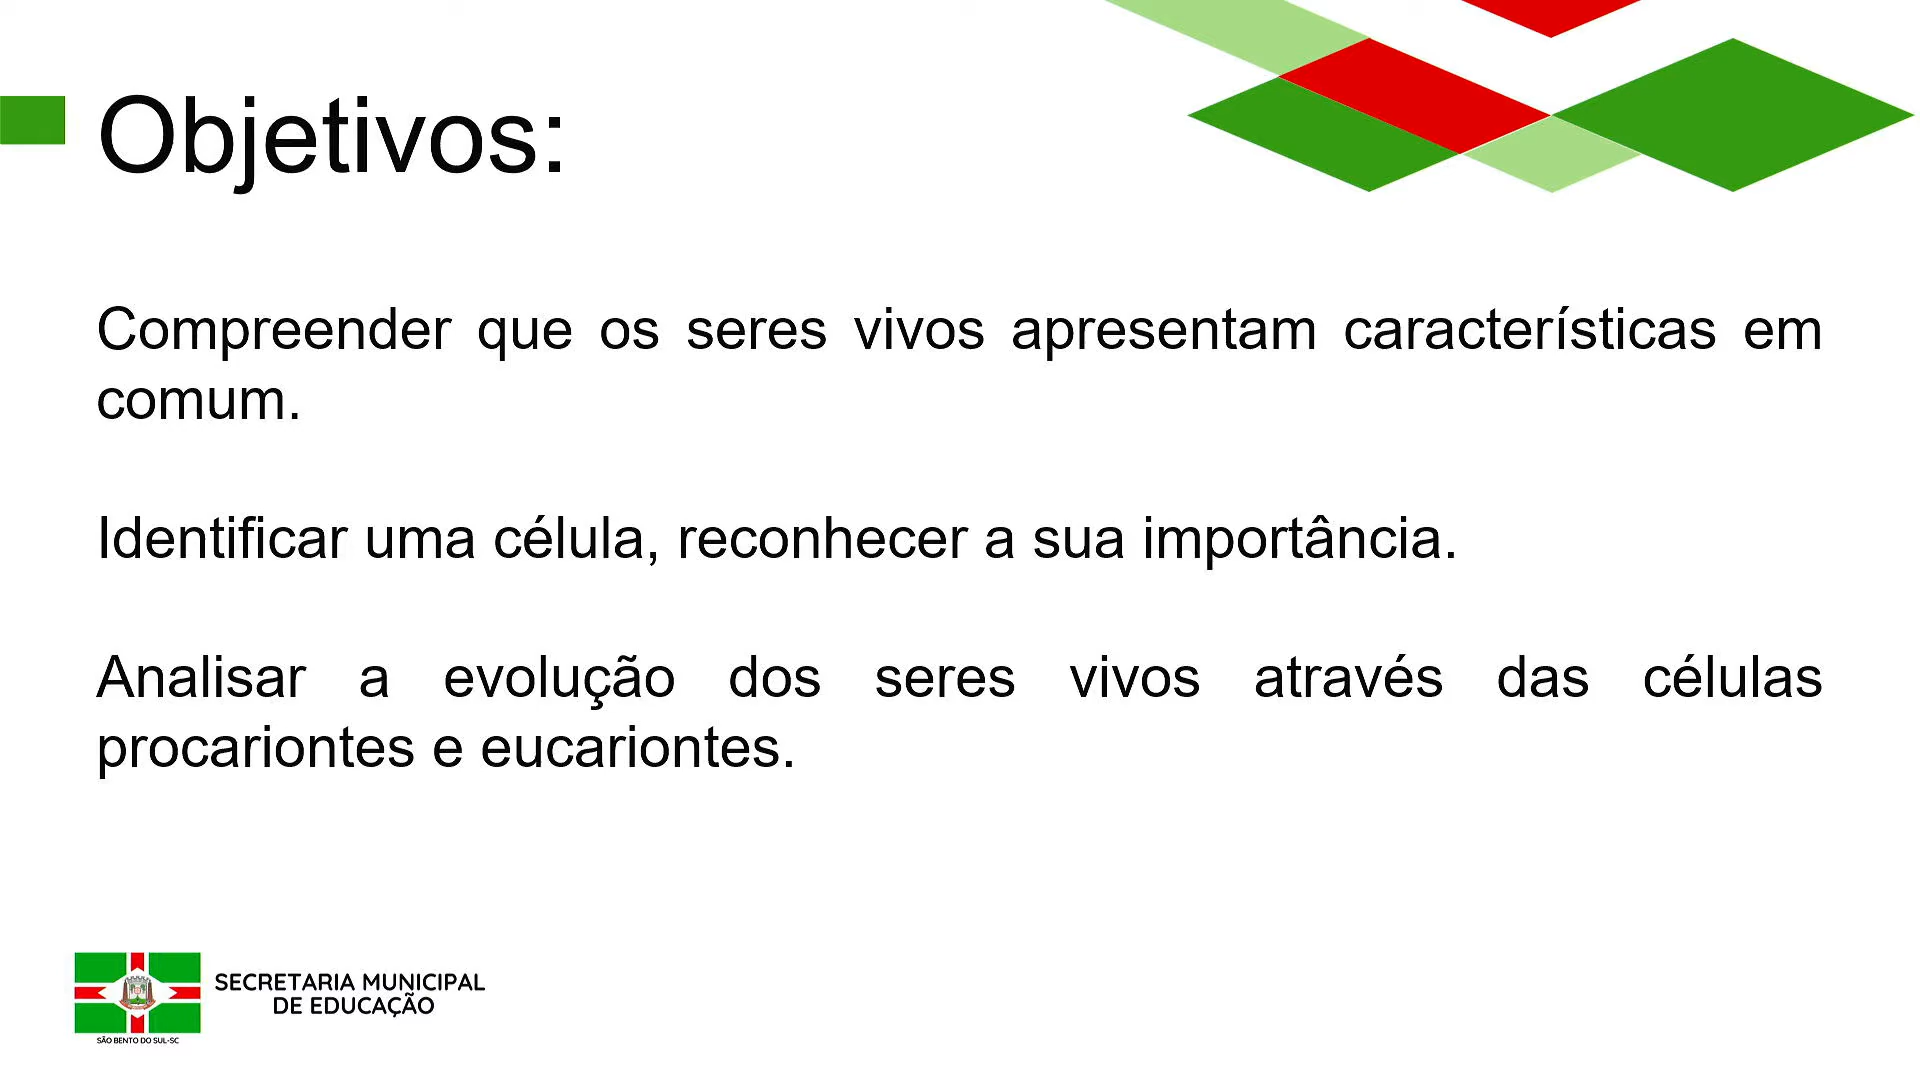 Objetivos:
Compreender que os seres vivos apresentam características em
comum.
Identificar uma célula, reconhecer a sua importância.
Analisar a evolução dos seres vivos através das células
procariontes e eucariontes.
SECRETARIA MUNICIPAL
DE EDUCAÇÃO
SÃO BENTO DO SUL-SC